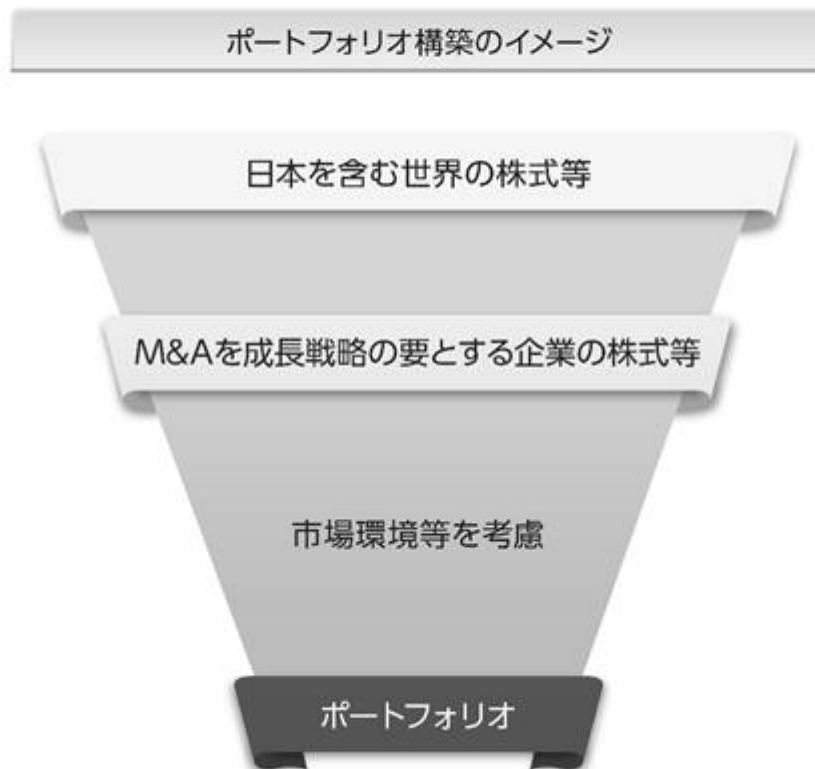 ポートフォリオ構築のイメージ
日本を含む世界の株式等
M&Aを成長戦略の要とする企業の株式等
市場環境等を考慮
ポートフォリオ